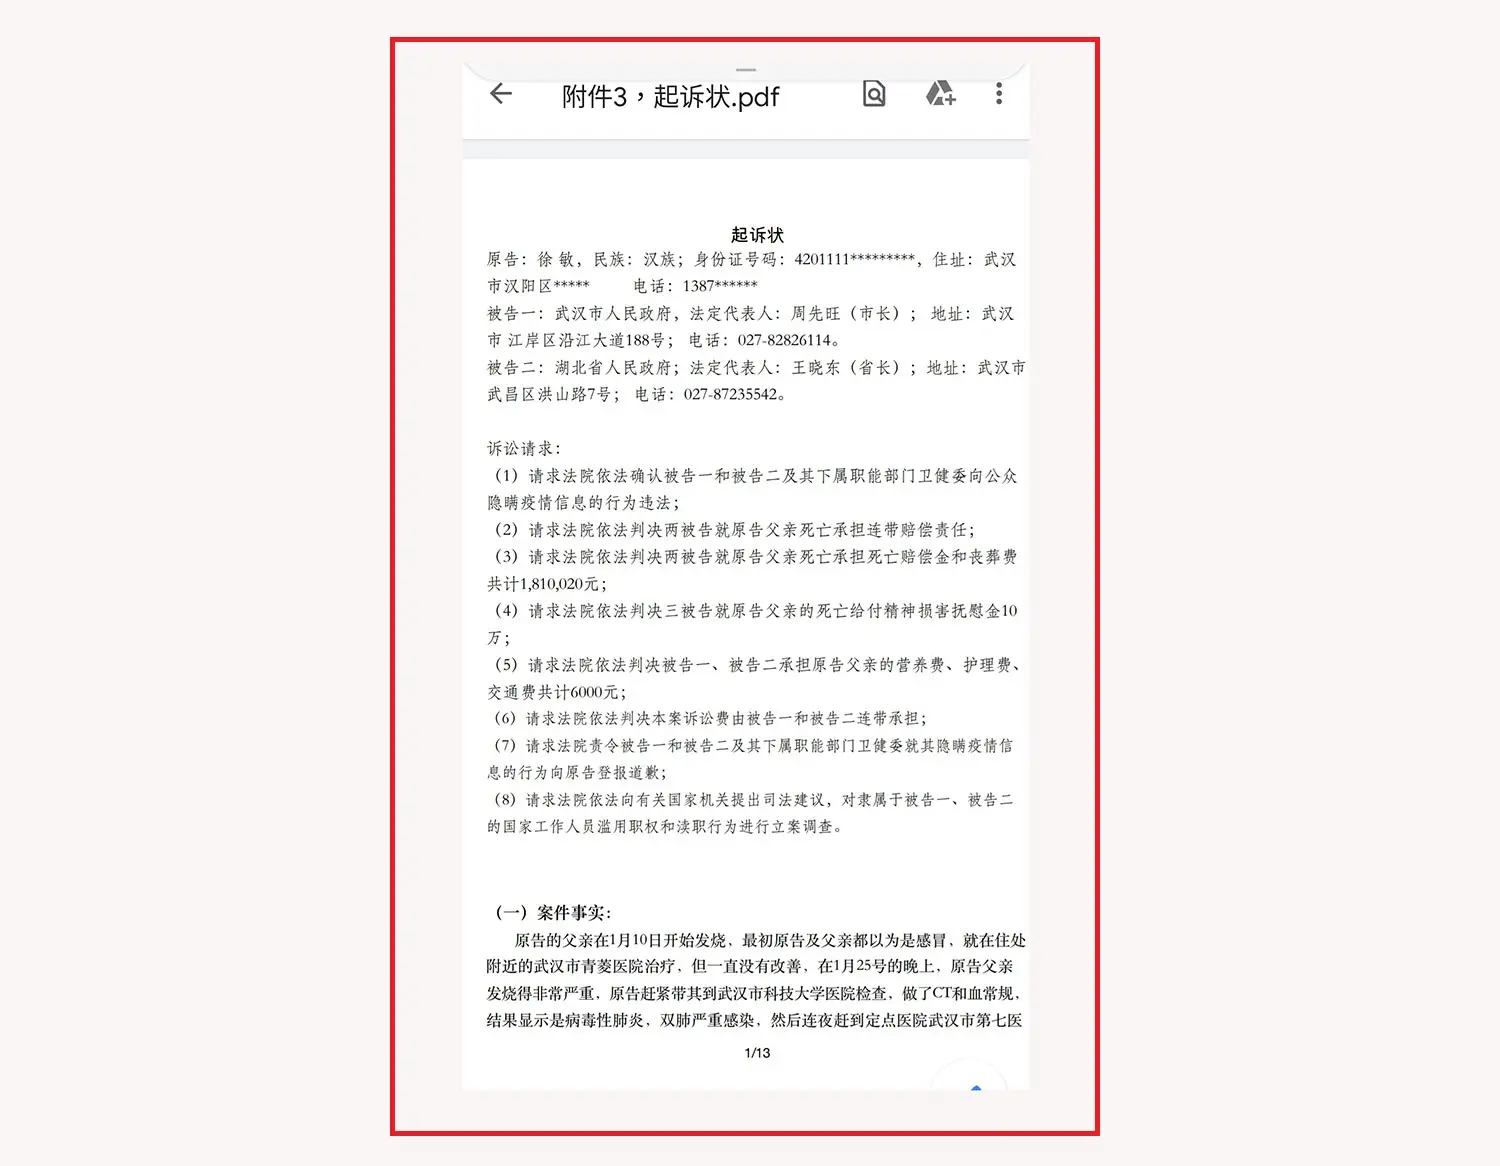 附件3，起诉状.pdf
起诉状
原告：徐 敏，民族：汉族；身份证号码：4201111*********，住址：武汉
市汉阳区***** 电话：1387******
被告一：武汉市人民政府，法定代表人：周先旺（市长）； 地址：武汉
市 江岸区沿江大道188号； 电话：027-82826114。
被告二：湖北省人民政府；法定代表人：王晓东（省长）；地址：武汉市
武昌区洪山路7号； 电话：027-87235542。
诉讼请求：
（1）请求法院依法确认被告一和被告二及其下属职能部门卫健委向公众
隐瞒疫情信息的行为违法；
（2）请求法院依法判决两被告就原告父亲死亡承担连带赔偿责任；
（3）请求法院依法判决两被告就原告父亲死亡承担死亡赔偿金和丧葬费
共计1,810,020元；
（4）请求法院依法判决三被告就原告父亲的死亡给付精神损害抚慰金10
万；
（5）请求法院依法判决被告一、被告二承担原告父亲的营养费、护理费、
交通费共计6000元；
（6）请求法院依法判决本案诉讼费由被告一和被告二连带承担；
（7）请求法院责令被告一和被告二及其下属职能部门卫健委就其隐瞒疫情信
息的行为向原告登报道歉；
（8）请求法院依法向有关国家机关提出司法建议，对隶属于被告一、被告二
的国家工作人员滥用职权和渎职行为进行立案调查。
（一）案件事实：
原告的父亲在1月10日开始发烧，最初原告及父亲都以为是感冒，就在住处
附近的武汉市青菱医院治疗，但一直没有改善，在1月25号的晚上，原告父亲
发烧得非常严重，原告赶紧带其到武汉市科技大学医院检查，做了CT和血常规，
结果显示是病毒性肺炎，双肺严重感染，然后连夜赶到定点医院武汉市第七医
1/13